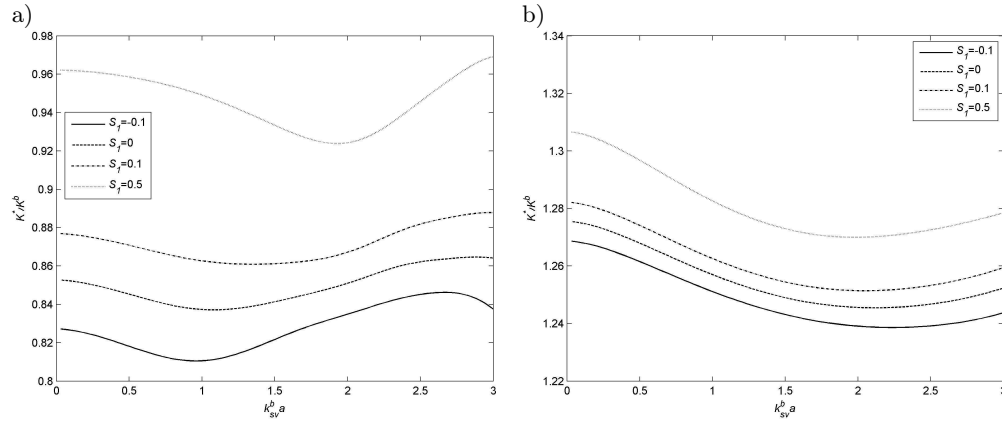 a)
0.98
0.96
0.94
0.92
0.9
0.88
0.86
0.84
0.82
0.8
K*/K^b
S_1=-0.1
S_1=0
S_1=0.1
S_1=0.5
0 0.5 1 1.5 2 2.5 3
k^b_sv a
b)
1.34
1.32
1.3
1.28
1.26
1.24
1.22
K*/K^b
S_1=-0.1
S_1=0
S_1=0.1
S_1=0.5
0 0.5 1 1.5 2 2.5 3
k^b_sv a